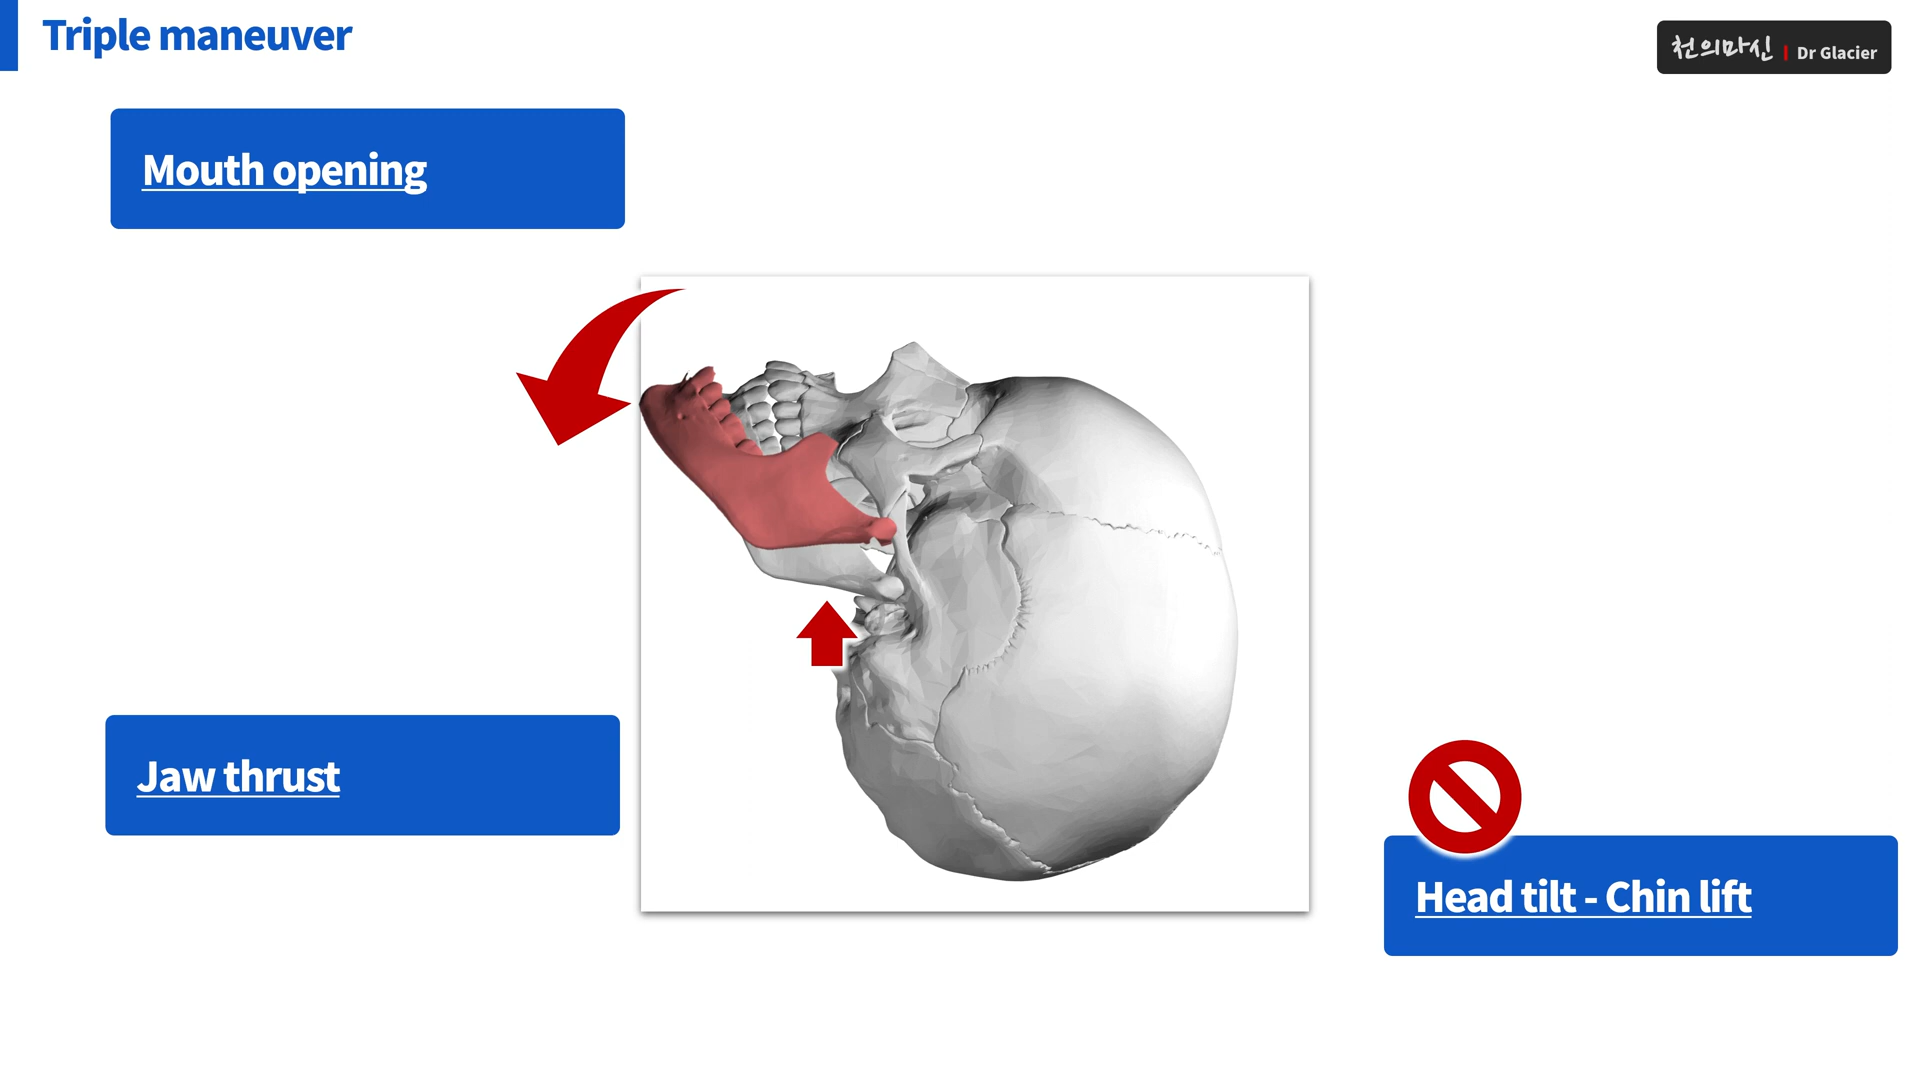 Triple maneuver
천의마신 | Dr Glacier
Mouth opening
Jaw thrust
Head tilt - Chin lift